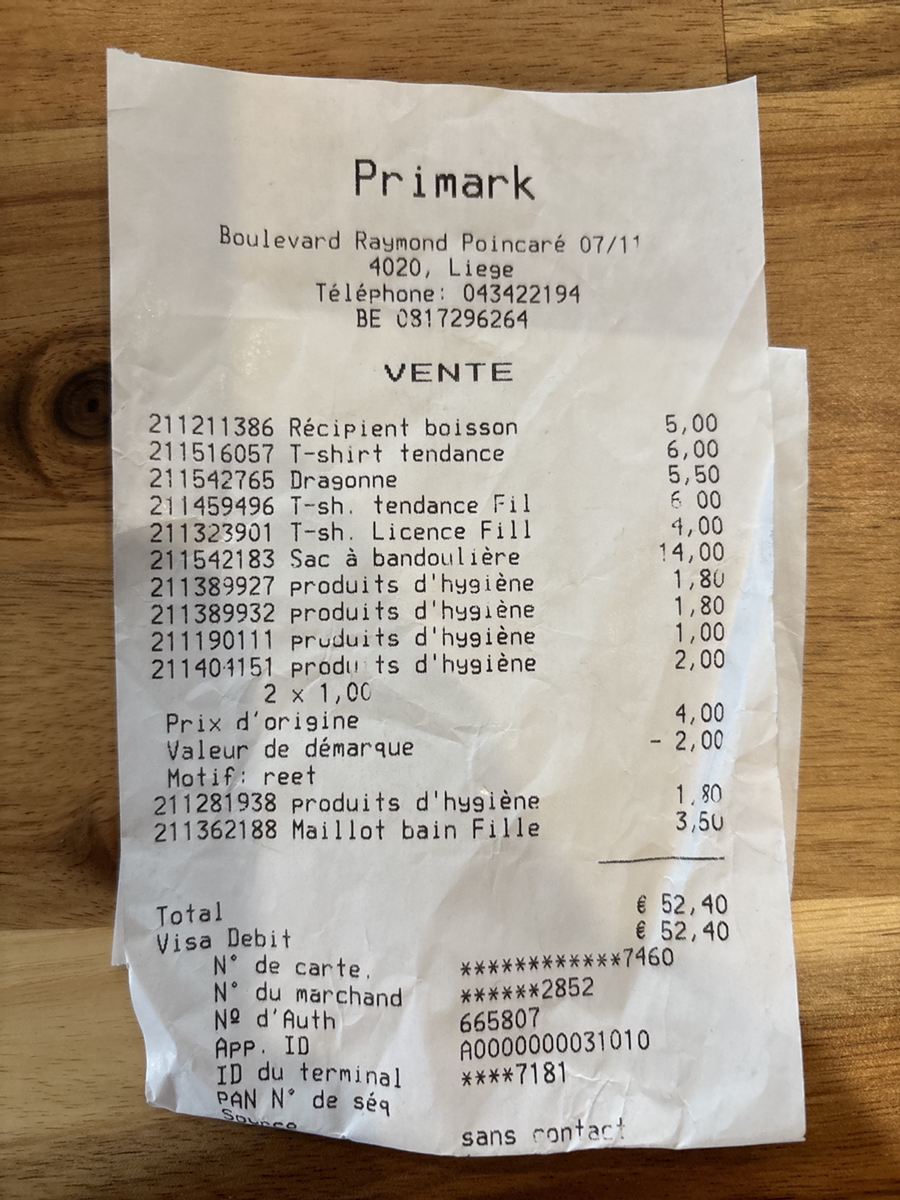 Primark
Boulevard Raymond Poincaré 07/11
4020, Liege
Téléphone: 043422194
BE 0817296264
VENTE
211211386 Récipient boisson 5,00
211516057 T-shirt tendance 6,00
211542765 Dragonne 5,50
211459496 T-sh. tendance Fil 6 00
211323901 T-sh. Licence Fill 4,00
211542183 Sac à bandoulière 14,00
211389927 produits d'hygiène 1,80
211389932 produits d'hygiène 1,80
211190111 produits d'hygiène 1,00
211404151 produits d'hygiène 2,00
2 x 1,00
Prix d'origine 4,00
Valeur de démarque - 2,00
Motif: reet
211281938 produits d'hygiène 1.80
211362188 Maillot bain Fille 3,50
Total € 52,40
Visa Debit € 52,40
N° de carte. ************7460
N° du marchand ******2852
Nº d'Auth 665807
App. ID A0000000031010
ID du terminal ****7181
PAN N° de séq
Source sans contact